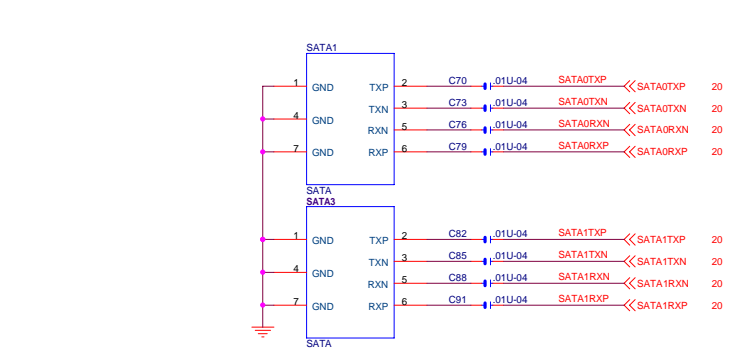 SATA1
1 GND TXP 2 C70 .01U-04 SATA0TXP SATA0TXP 20
TXN 3 C73 .01U-04 SATA0TXN SATA0TXN 20
4 GND
RXN 5 C76 .01U-04 SATA0RXN SATA0RXN 20
7 GND RXP 6 C79 .01U-04 SATA0RXP SATA0RXP 20
SATA
SATA3
1 GND TXP 2 C82 .01U-04 SATA1TXP SATA1TXP 20
TXN 3 C85 .01U-04 SATA1TXN SATA1TXN 20
4 GND
RXN 5 C88 .01U-04 SATA1RXN SATA1RXN 20
7 GND RXP 6 C91 .01U-04 SATA1RXP SATA1RXP 20
SATA